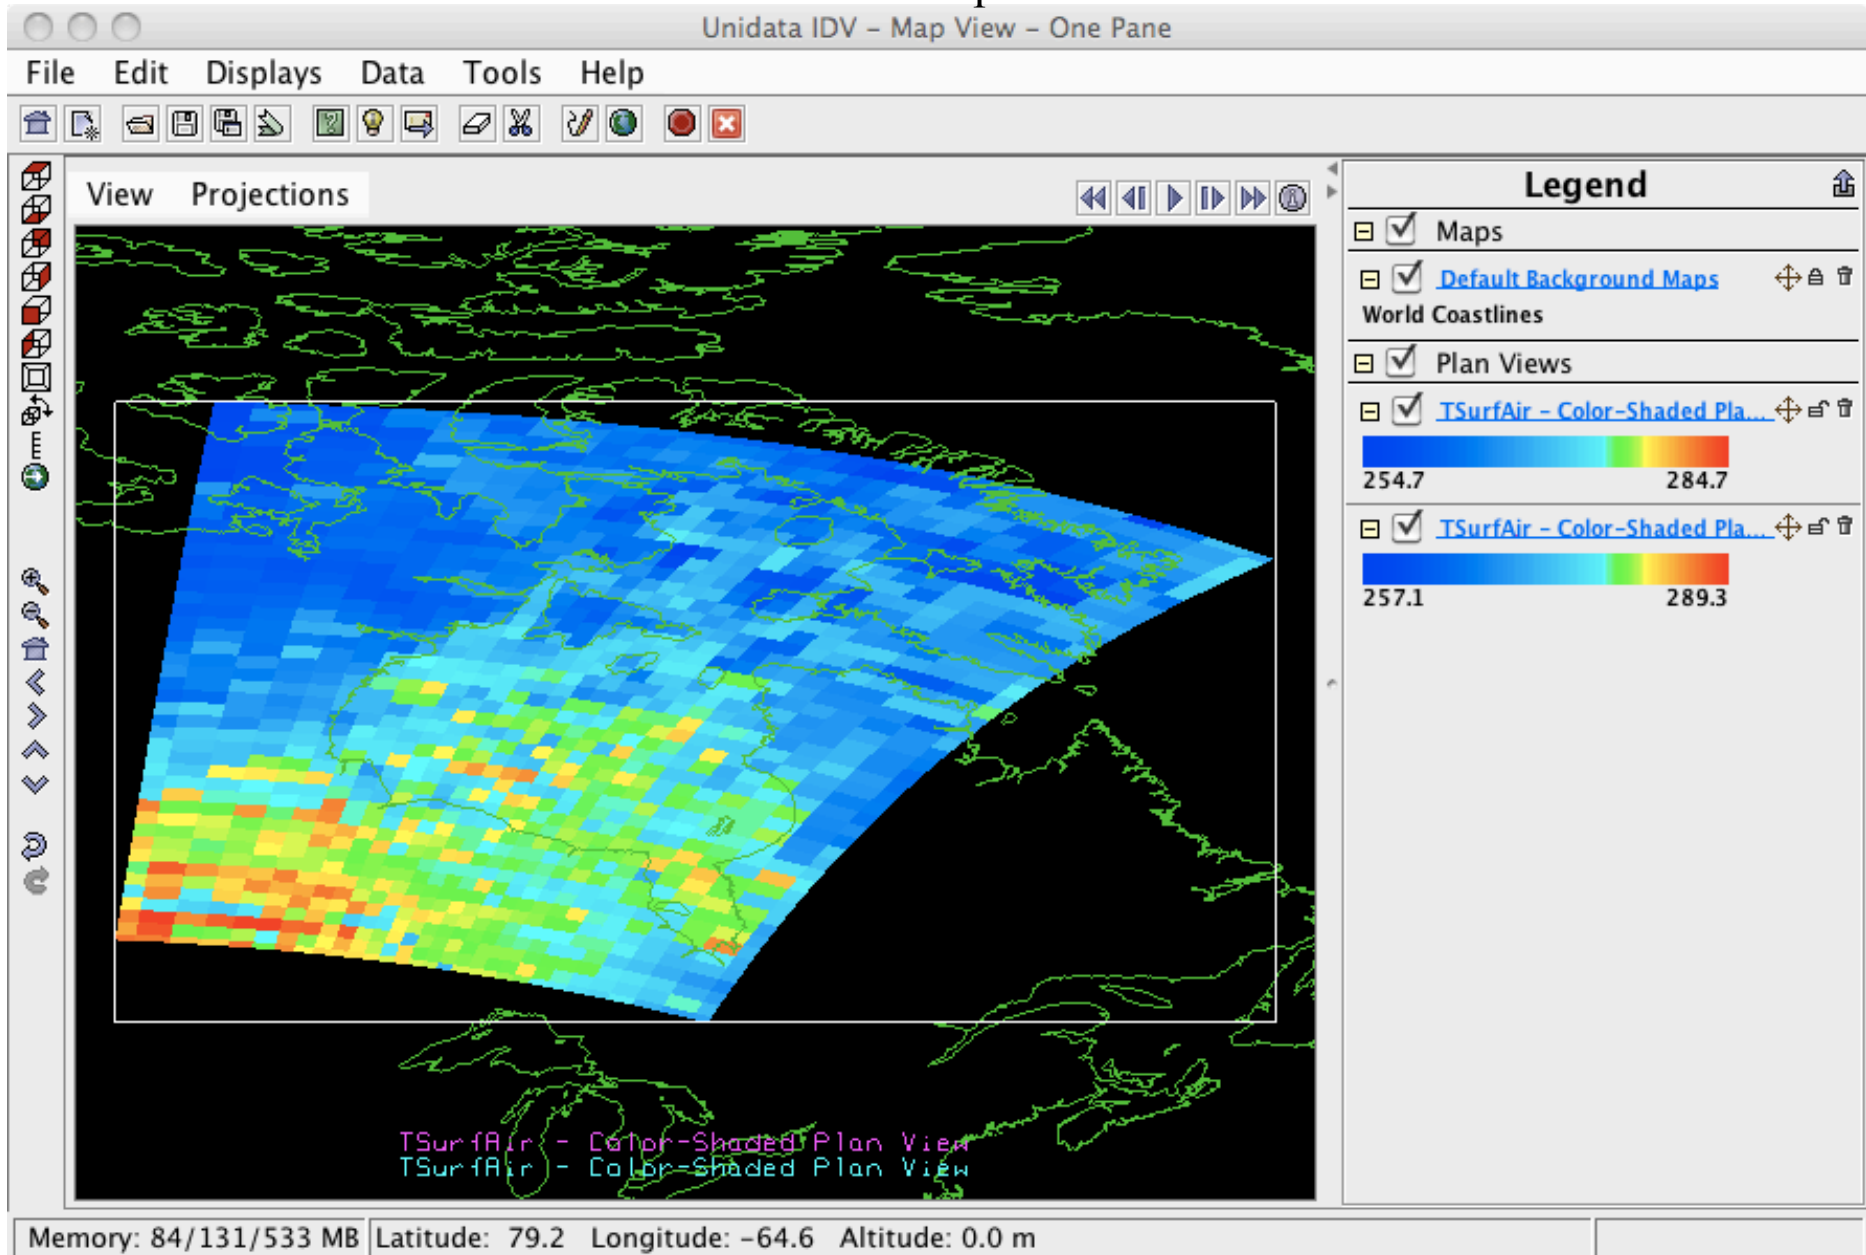 Unidata IDV – Map View – One Pane
File Edit Displays Data Tools Help
View Projections
Legend
Maps
Default Background Maps
World Coastlines
Plan Views
TSurfAir - Color-Shaded Pla...
254.7 284.7
TSurfAir - Color-Shaded Pla...
257.1 289.3
TSurfAir - Color-Shaded Plan View
TSurfAir - Color-Shaded Plan View
Memory: 84/131/533 MB Latitude: 79.2 Longitude: -64.6 Altitude: 0.0 m